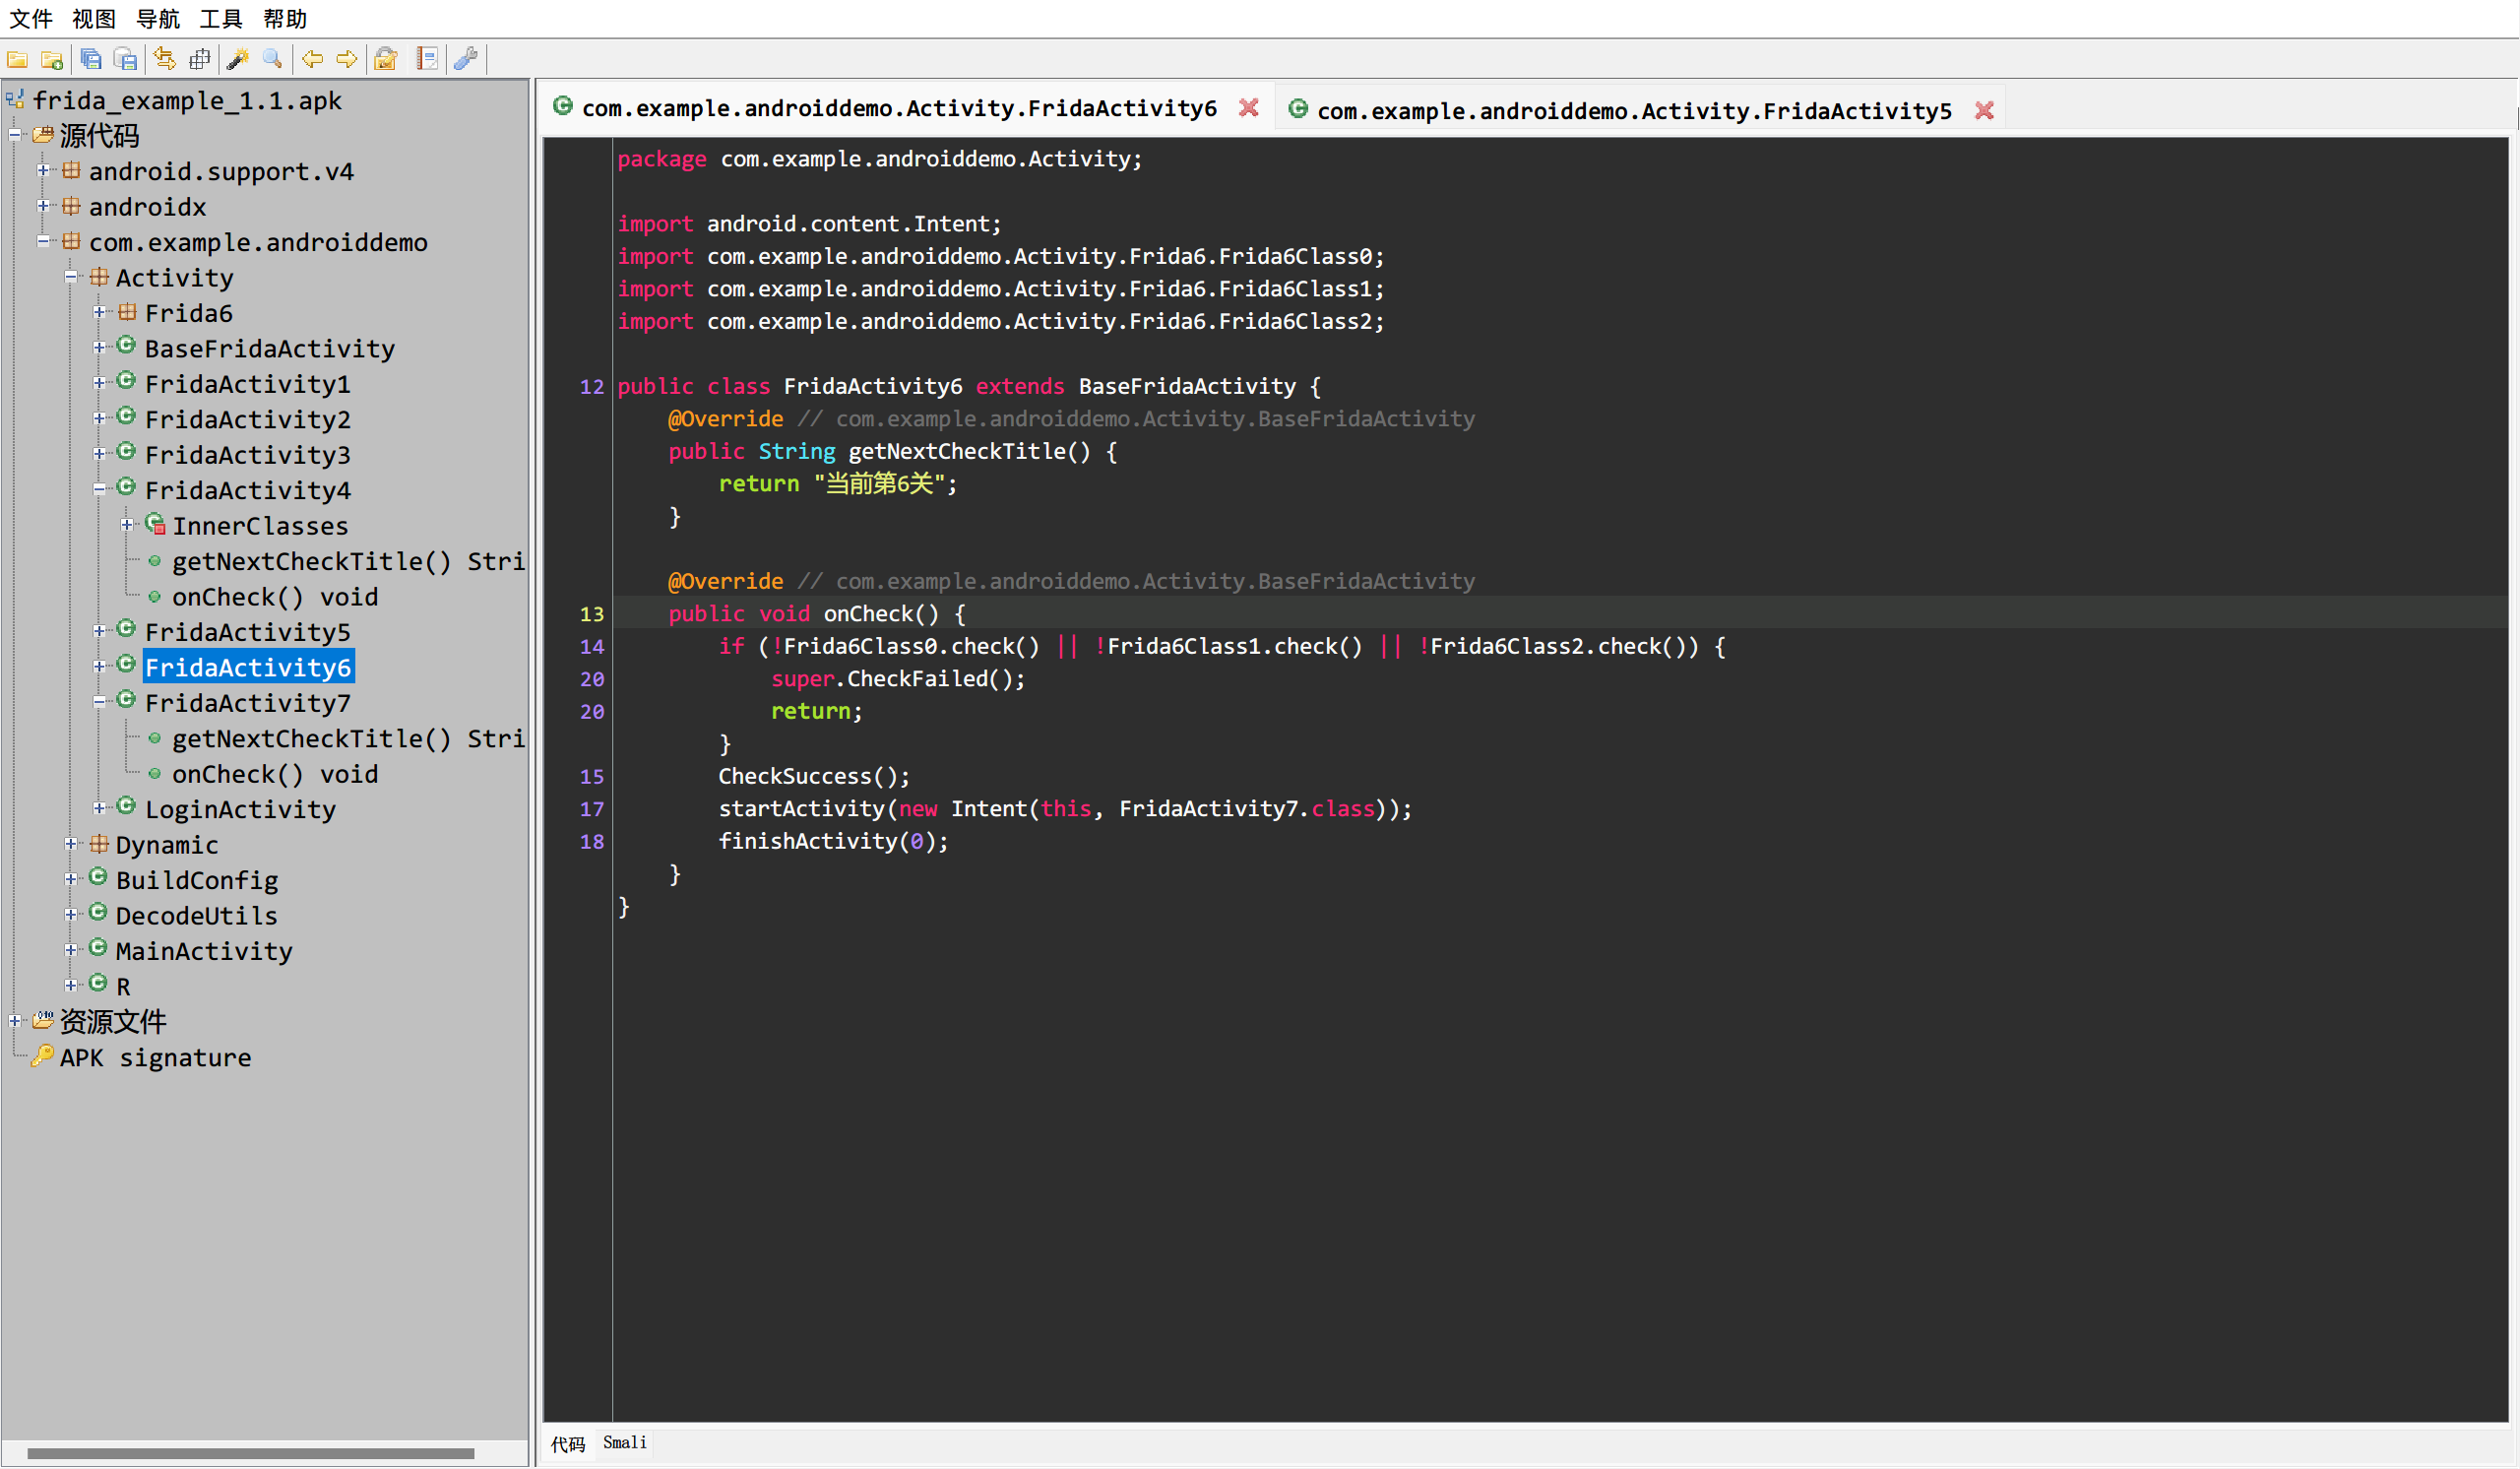 文件 视图 导航 工具 帮助
frida_example_1.1.apk
源代码
android.support.v4
androidx
com.example.androiddemo
Activity
Frida6
BaseFridaActivity
FridaActivity1
FridaActivity2
FridaActivity3
FridaActivity4
InnerClasses
getNextCheckTitle() Stri
onCheck() void
FridaActivity5
FridaActivity6
FridaActivity7
getNextCheckTitle() Stri
onCheck() void
LoginActivity
Dynamic
BuildConfig
DecodeUtils
MainActivity
R
资源文件
APK signature
com.example.androiddemo.Activity.FridaActivity6 com.example.androiddemo.Activity.FridaActivity5
package com.example.androiddemo.Activity;
import android.content.Intent;
import com.example.androiddemo.Activity.Frida6.Frida6Class0;
import com.example.androiddemo.Activity.Frida6.Frida6Class1;
import com.example.androiddemo.Activity.Frida6.Frida6Class2;
12 public class FridaActivity6 extends BaseFridaActivity {
@Override // com.example.androiddemo.Activity.BaseFridaActivity
public String getNextCheckTitle() {
return "当前第6关";
}
@Override // com.example.androiddemo.Activity.BaseFridaActivity
13 public void onCheck() {
14 if (!Frida6Class0.check() || !Frida6Class1.check() || !Frida6Class2.check()) {
20 super.CheckFailed();
20 return;
}
15 CheckSuccess();
17 startActivity(new Intent(this, FridaActivity7.class));
18 finishActivity(0);
}
}
代码 Smali